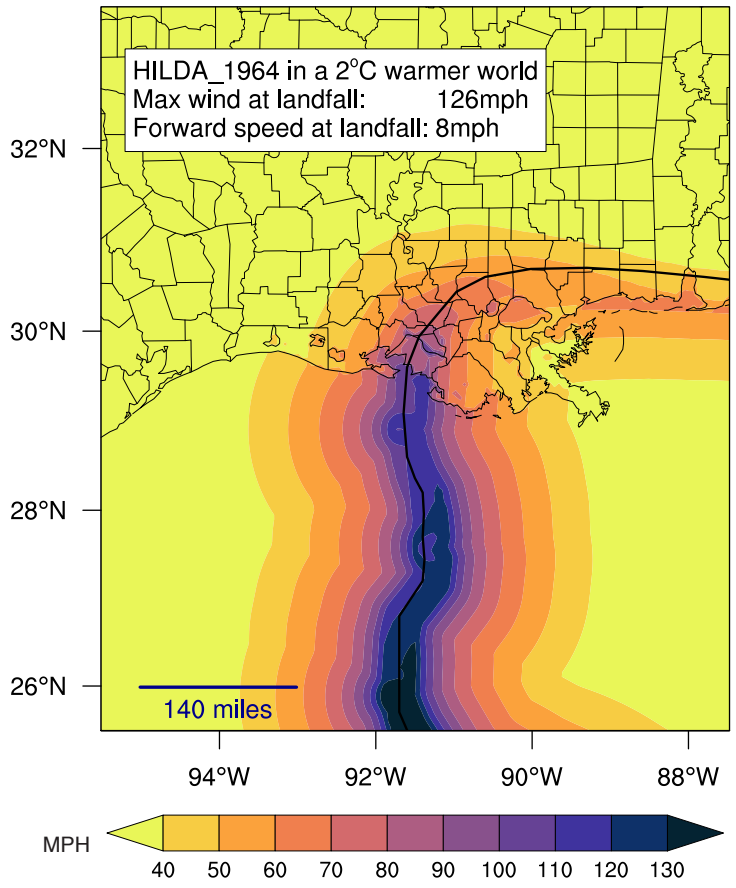 HILDA_1964 in a 2°C warmer world
Max wind at landfall: 126mph
Forward speed at landfall: 8mph
32°N
30°N
28°N
26°N
140 miles
94°W 92°W 90°W 88°W
MPH
40 50 60 70 80 90 100 110 120 130